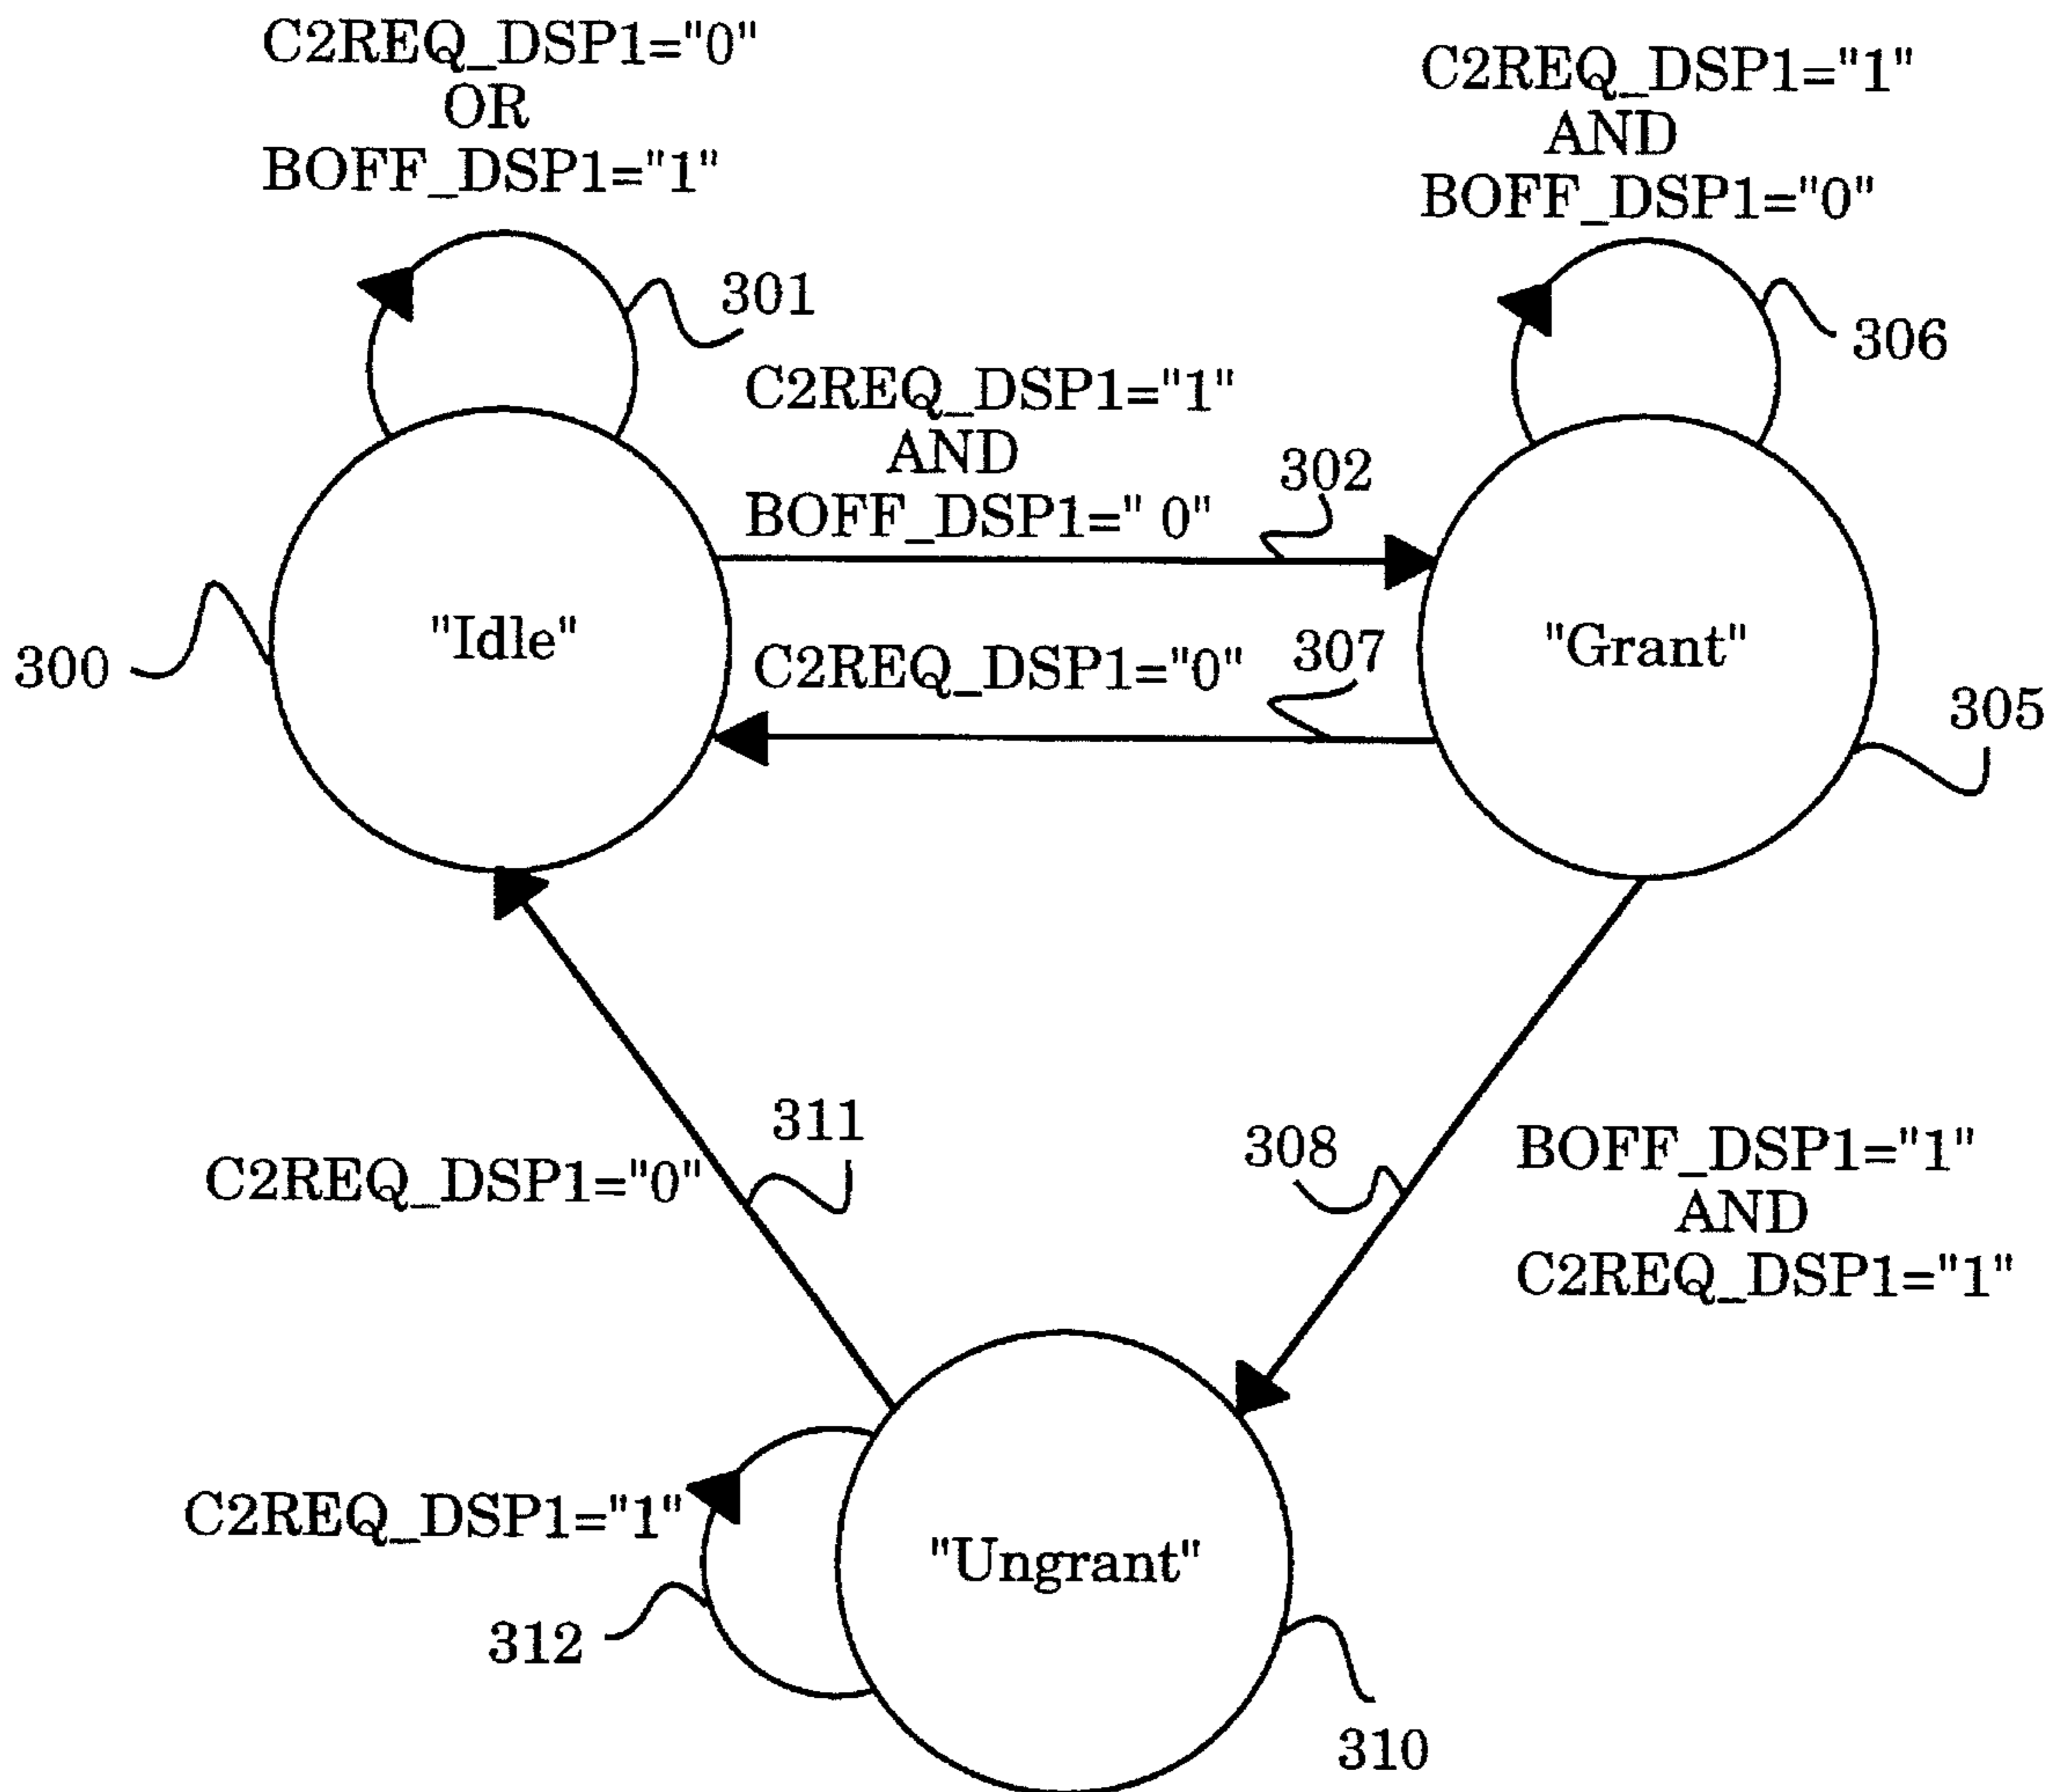 C2REQ_DSP1="0"
OR
BOFF_DSP1="1"
C2REQ_DSP1="1"
AND
BOFF_DSP1="0"
301
306
C2REQ_DSP1="1"
AND
BOFF_DSP1=" 0"
302
300
"Idle"
C2REQ_DSP1="0"
307
"Grant"
305
C2REQ_DSP1="0"
311
308
BOFF_DSP1="1"
AND
C2REQ_DSP1="1"
C2REQ_DSP1="1"
312
"Ungrant"
310